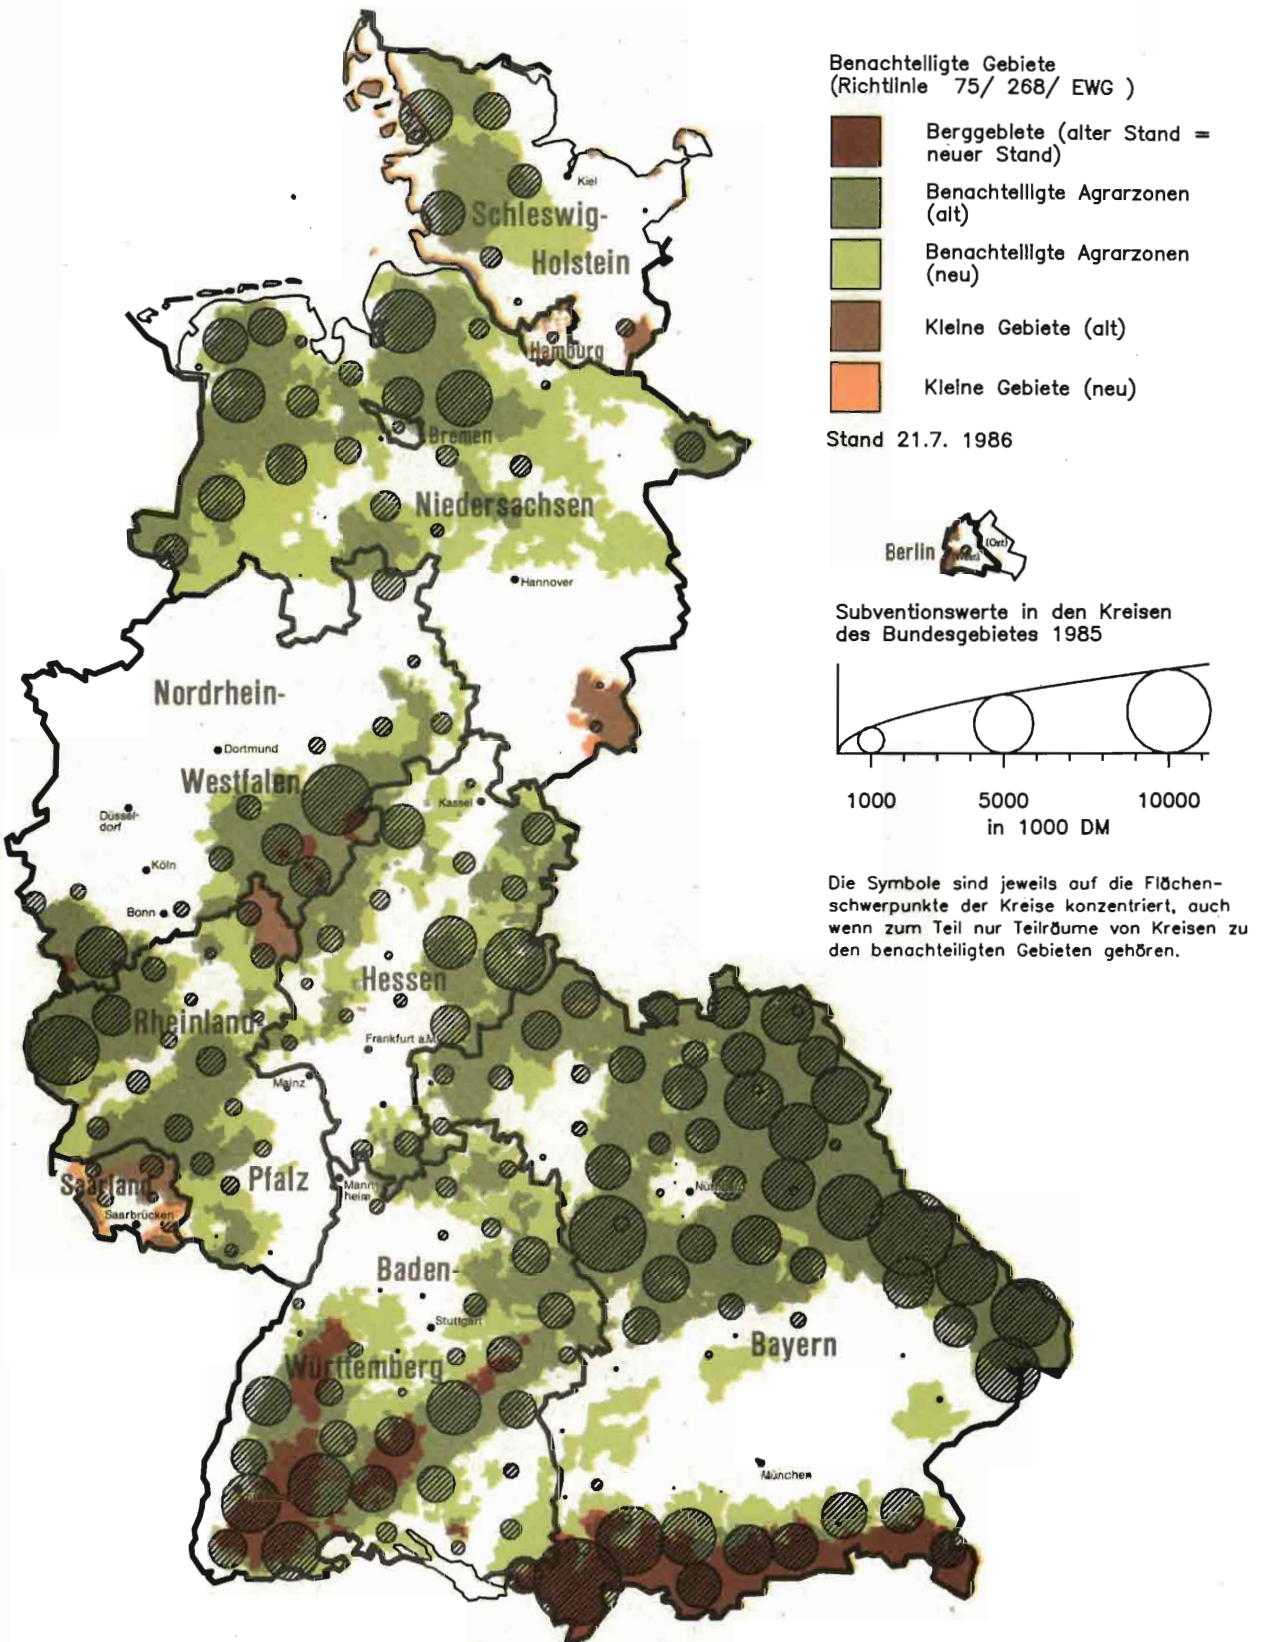 Benachteiligte Gebiete
(Richtlinie 75/ 268/ EWG )
Berggebiete (alter Stand =
neuer Stand)
Benachteiligte Agrarzonen
(alt)
Benachteiligte Agrarzonen
(neu)
Kleine Gebiete (alt)
Kleine Gebiete (neu)
Stand 21.7. 1986
Berlin
(West)
(Ost)
Subventionswerte in den Kreisen
des Bundesgebietes 1985
1000
5000
10000
in 1000 DM
Die Symbole sind jeweils auf die Flächen-
schwerpunkte der Kreise konzentriert, auch
wenn zum Teil nur Teilräume von Kreisen zu
den benachteiligten Gebieten gehören.
Kiel
Schleswig-
Holstein
Hamburg
Bremen
Niedersachsen
Hannover
Nordrhein-
Dortmund
Westfalen
Kassel
Düssel-
dorf
Köln
Bonn
Hessen
Rheinland-
Frankfurt a.M.
Mainz
Saarland
Pfalz
Mann-
heim
Saarbrücken
Nürnberg
Baden-
Stuttgart
Württemberg
Bayern
München